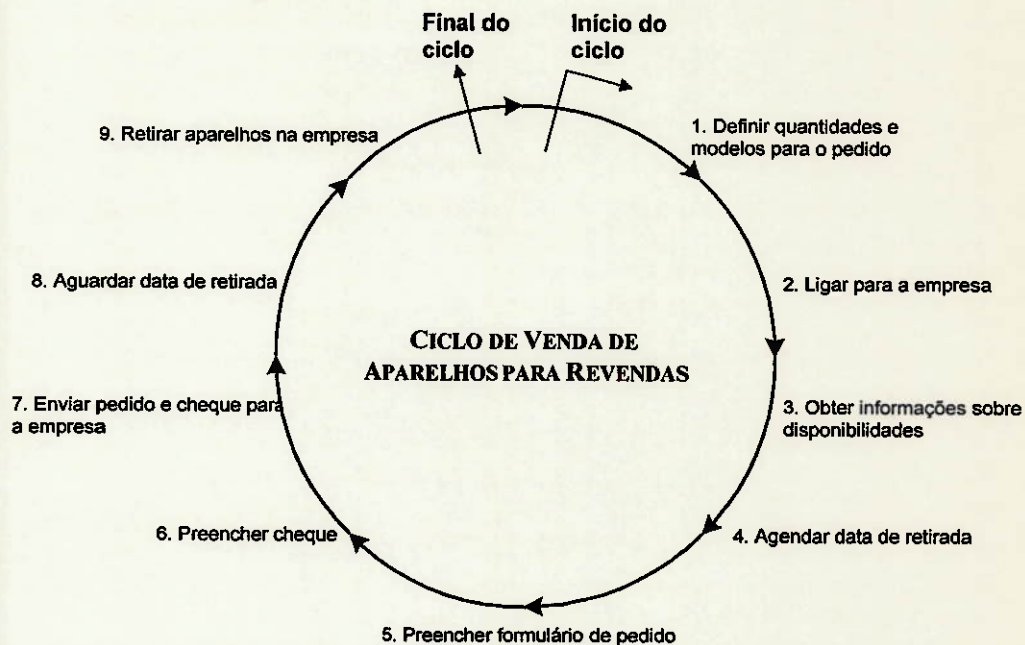 Final do
ciclo
Início do
ciclo
1. Definir quantidades e
modelos para o pedido
2. Ligar para a empresa
3. Obter informações sobre
disponibilidades
4. Agendar data de retirada
5. Preencher formulário de pedido
6. Preencher cheque
7. Enviar pedido e cheque para
a empresa
8. Aguardar data de retirada
9. Retirar aparelhos na empresa
CICLO DE VENDA DE
APARELHOS PARA REVENDAS